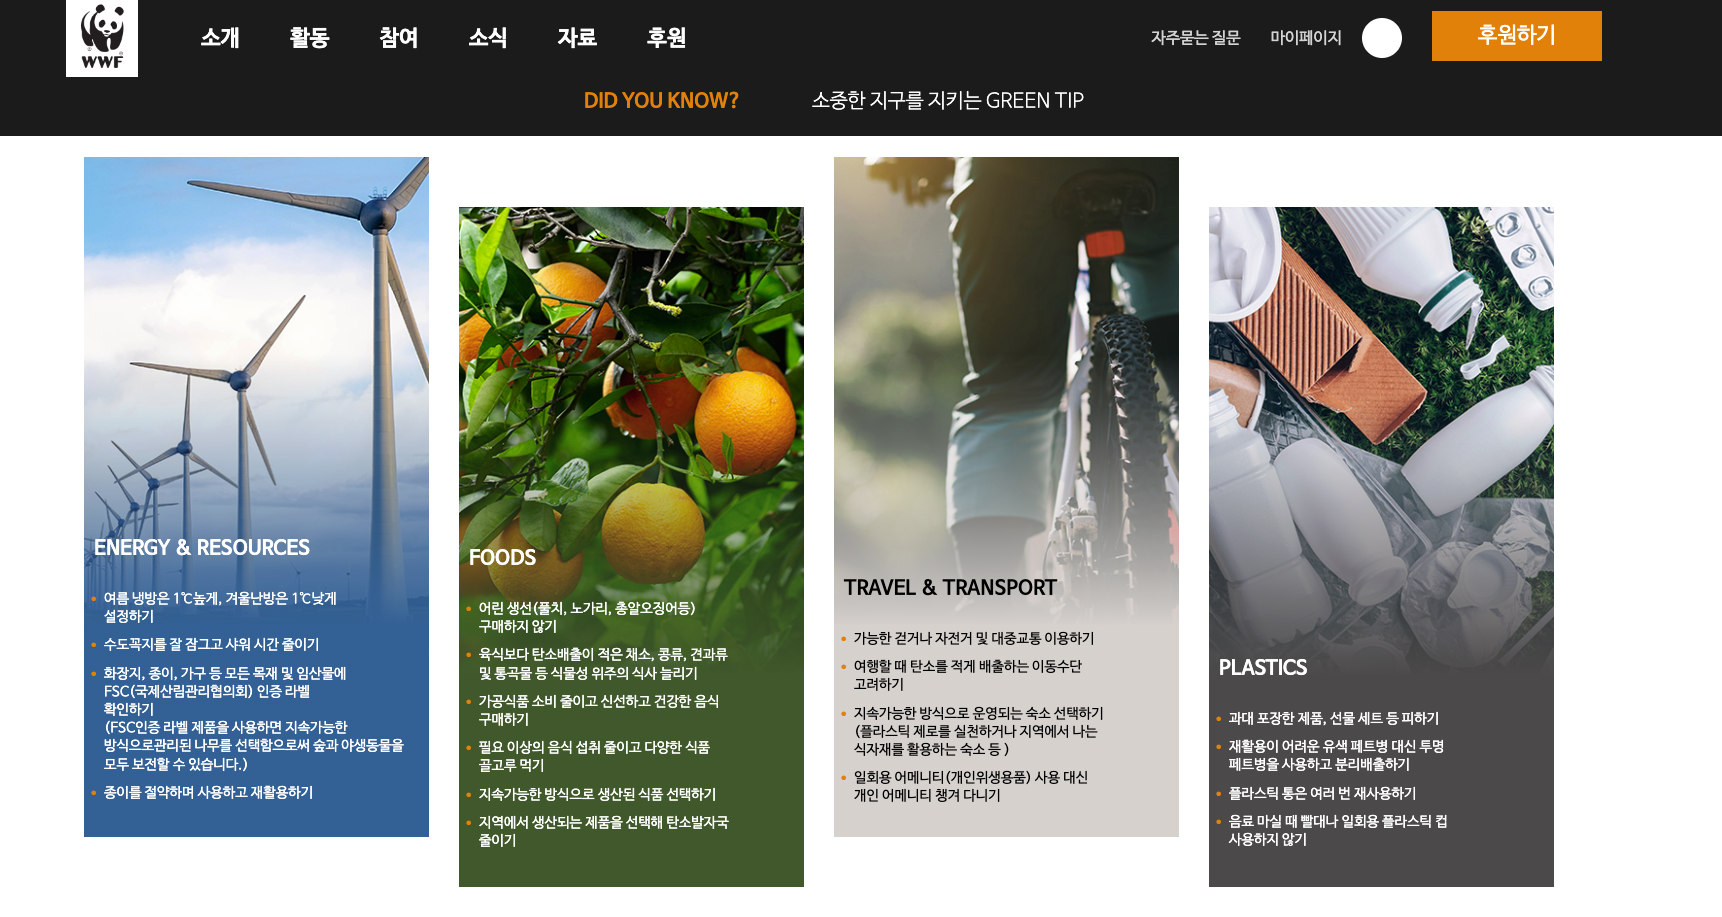 WWF
소개
활동
참여
소식
자료
후원
자주묻는 질문
마이페이지
후원하기
DID YOU KNOW?
소중한 지구를 지키는 GREEN TIP
ENERGY & RESOURCES
• 여름 냉방은 1℃높게, 겨울난방은 1℃낮게
설정하기
• 수도꼭지를 잘 잠그고 샤워 시간 줄이기
• 화장지, 종이, 가구 등 모든 목재 및 임산물에
FSC(국제산림관리협의회) 인증 라벨
확인하기
(FSC인증 라벨 제품을 사용하면 지속가능한
방식으로관리된 나무를 선택함으로써 숲과 야생동물을
모두 보전할 수 있습니다.)
• 종이를 절약하며 사용하고 재활용하기
FOODS
• 어린 생선(풀치, 노가리, 총알오징어등)
구매하지 않기
• 육식보다 탄소배출이 적은 채소, 콩류, 견과류
및 통곡물 등 식물성 위주의 식사 늘리기
• 가공식품 소비 줄이고 신선하고 건강한 음식
구매하기
• 필요 이상의 음식 섭취 줄이고 다양한 식품
골고루 먹기
• 지속가능한 방식으로 생산된 식품 선택하기
• 지역에서 생산되는 제품을 선택해 탄소발자국
줄이기
TRAVEL & TRANSPORT
• 가능한 걷거나 자전거 및 대중교통 이용하기
• 여행할 때 탄소를 적게 배출하는 이동수단
고려하기
• 지속가능한 방식으로 운영되는 숙소 선택하기
(플라스틱 제로를 실천하거나 지역에서 나는
식자재를 활용하는 숙소 등 )
• 일회용 어메니티(개인위생용품) 사용 대신
개인 어메니티 챙겨 다니기
PLASTICS
• 과대 포장한 제품, 선물 세트 등 피하기
• 재활용이 어려운 유색 페트병 대신 투명
페트병을 사용하고 분리배출하기
• 플라스틱 통은 여러 번 재사용하기
• 음료 마실 때 빨대나 일회용 플라스틱 컵
사용하지 않기